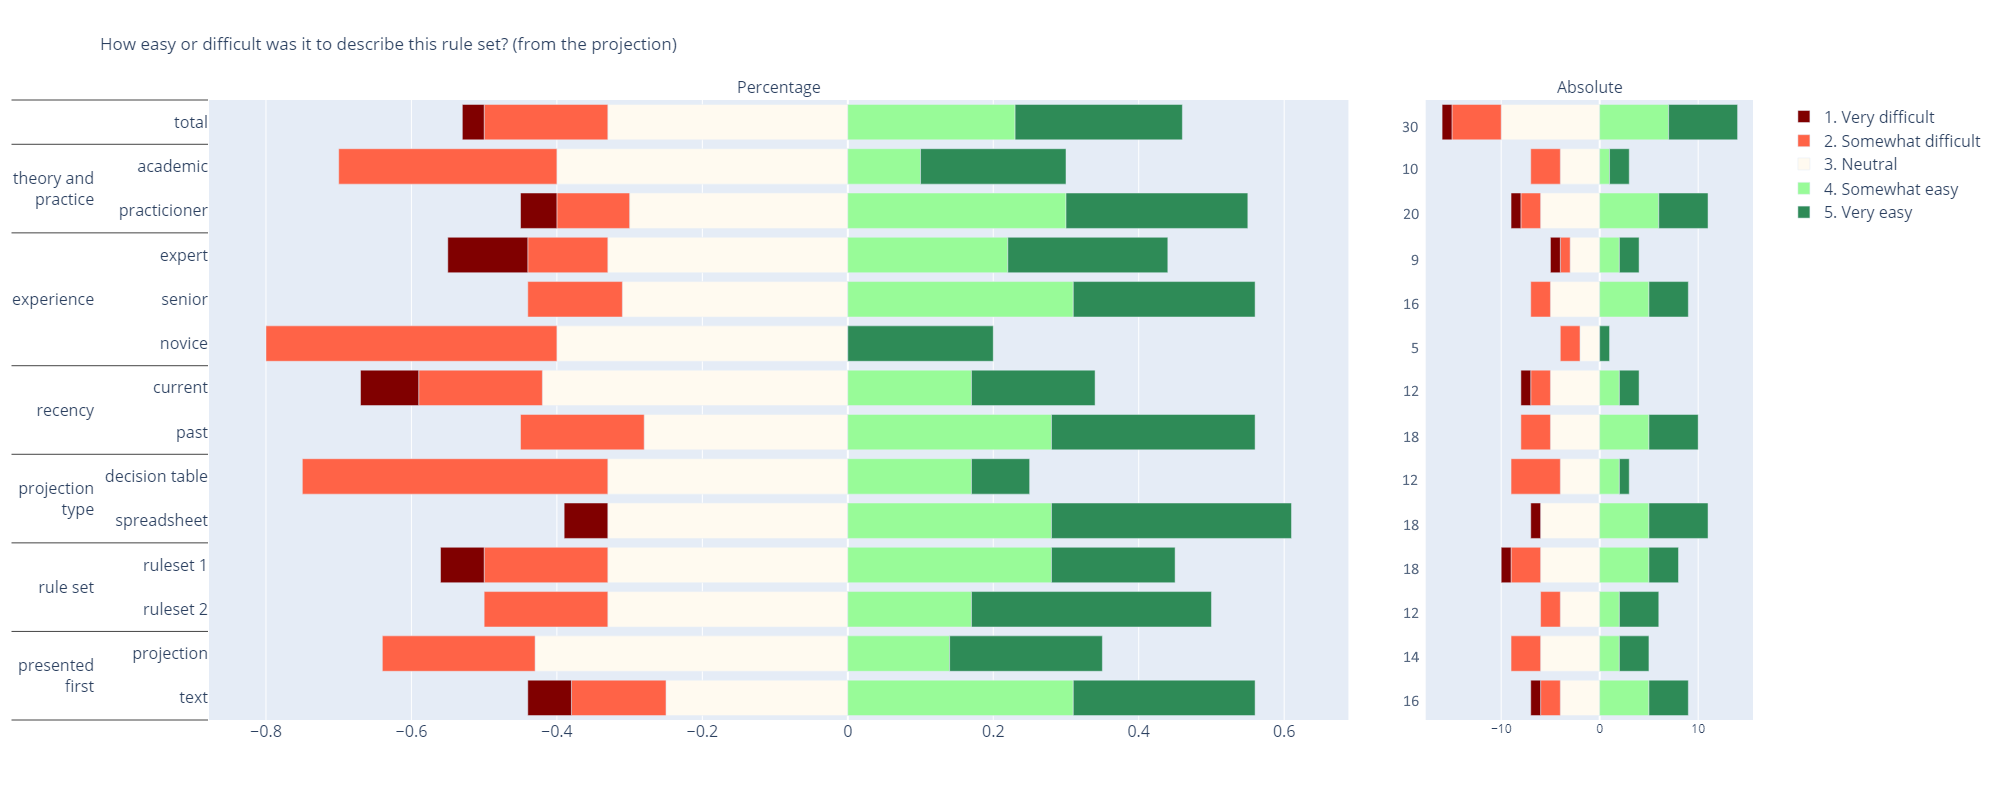 How easy or difficult was it to describe this rule set? (from the projection)
Percentage
Absolute
total
30
1. Very difficult
2. Somewhat difficult
3. Neutral
4. Somewhat easy
5. Very easy
theory and
practice
academic
10
practicioner
20
experience
expert
9
senior
16
novice
5
recency
current
12
past
18
projection
type
decision table
12
spreadsheet
18
rule set
ruleset 1
18
ruleset 2
12
presented
first
projection
14
text
16
−0.8 −0.6 −0.4 −0.2 0 0.2 0.4 0.6
−10 0 10